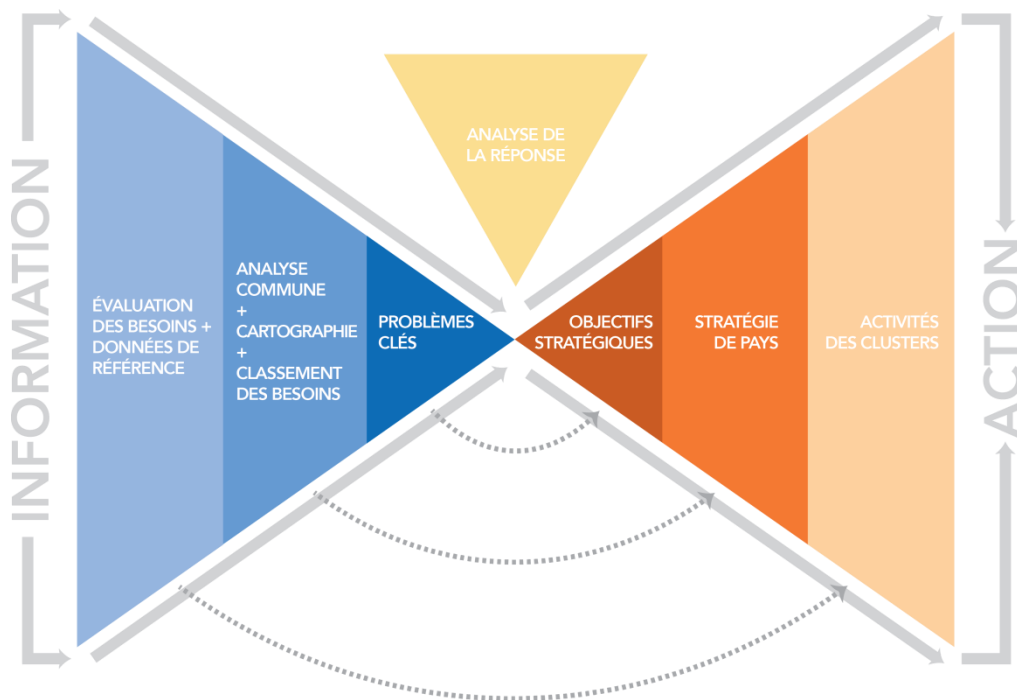 INFORMATION
ÉVALUATION
DES BESOINS +
DONNÉES DE
RÉFÉRENCE
ANALYSE
COMMUNE
+
CARTOGRAPHIE
+
CLASSEMENT
DES BESOINS
PROBLÈMES
CLÉS
ANALYSE DE
LA RÉPONSE
OBJECTIFS
STRATÉGIQUES
STRATÉGIE
DE PAYS
ACTIVITÉS
DES CLUSTERS
ACTION